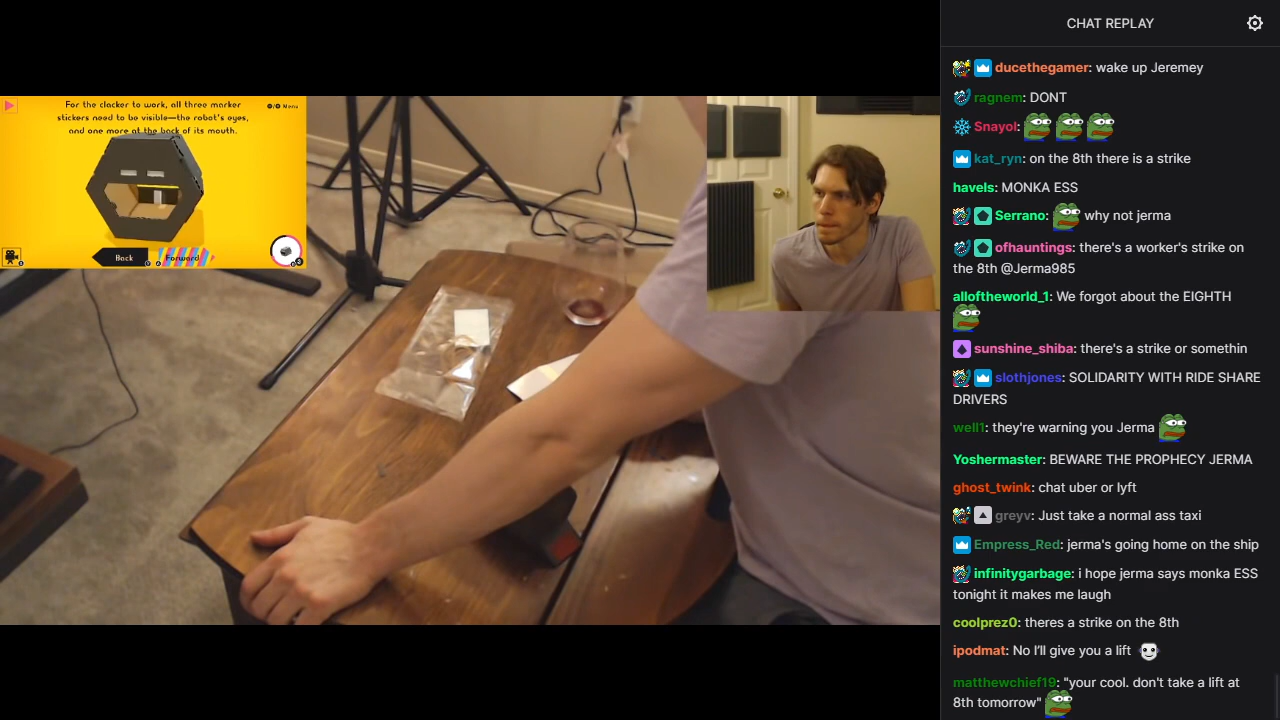 For the clacker to work, all three marker
stickers need to be visible—the robot's eyes,
and one more at the back of its mouth.
Menu
Back
Forward
CHAT REPLAY
ducethegamer: wake up Jeremey
ragnem: DONT
Snayol:
kat_ryn: on the 8th there is a strike
havels: MONKA ESS
Serrano: why not jerma
ofhauntings: there's a worker's strike on
the 8th @Jerma985
alloftheworld_1: We forgot about the EIGHTH
sunshine_shiba: there's a strike or somethin
slothjones: SOLIDARITY WITH RIDE SHARE
DRIVERS
well1: they're warning you Jerma
Yoshermaster: BEWARE THE PROPHECY JERMA
ghost_twink: chat uber or lyft
greyv: Just take a normal ass taxi
Empress_Red: jerma's going home on the ship
infinitygarbage: i hope jerma says monka ESS
tonight it makes me laugh
coolprez0: theres a strike on the 8th
ipodmat: No I'll give you a lift
matthewchief19: "your cool. don't take a lift at
8th tomorrow"